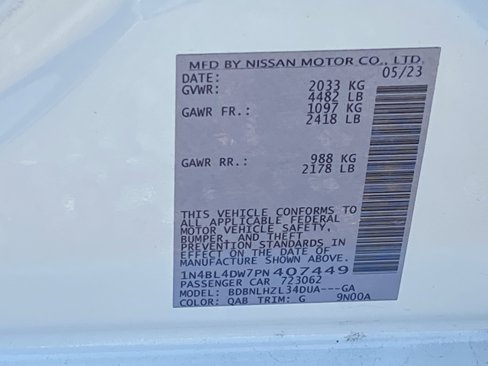 MFD BY NISSAN MOTOR CO., LTD.
DATE: 05/23
GVWR: 2033 KG
4482 LB
GAWR FR.: 1097 KG
2418 LB
GAWR RR.: 988 KG
2178 LB
THIS VEHICLE CONFORMS TO
ALL APPLICABLE FEDERAL
MOTOR VEHICLE SAFETY,
BUMPER, AND THEFT
PREVENTION STANDARDS IN
EFFECT ON THE DATE OF
MANUFACTURE SHOWN ABOVE.
1N4BL4DW7PN407449
PASSENGER CAR 723062
MODEL: BDBNLHZL34DUA---GA
COLOR: QAB TRIM: G 9N00A